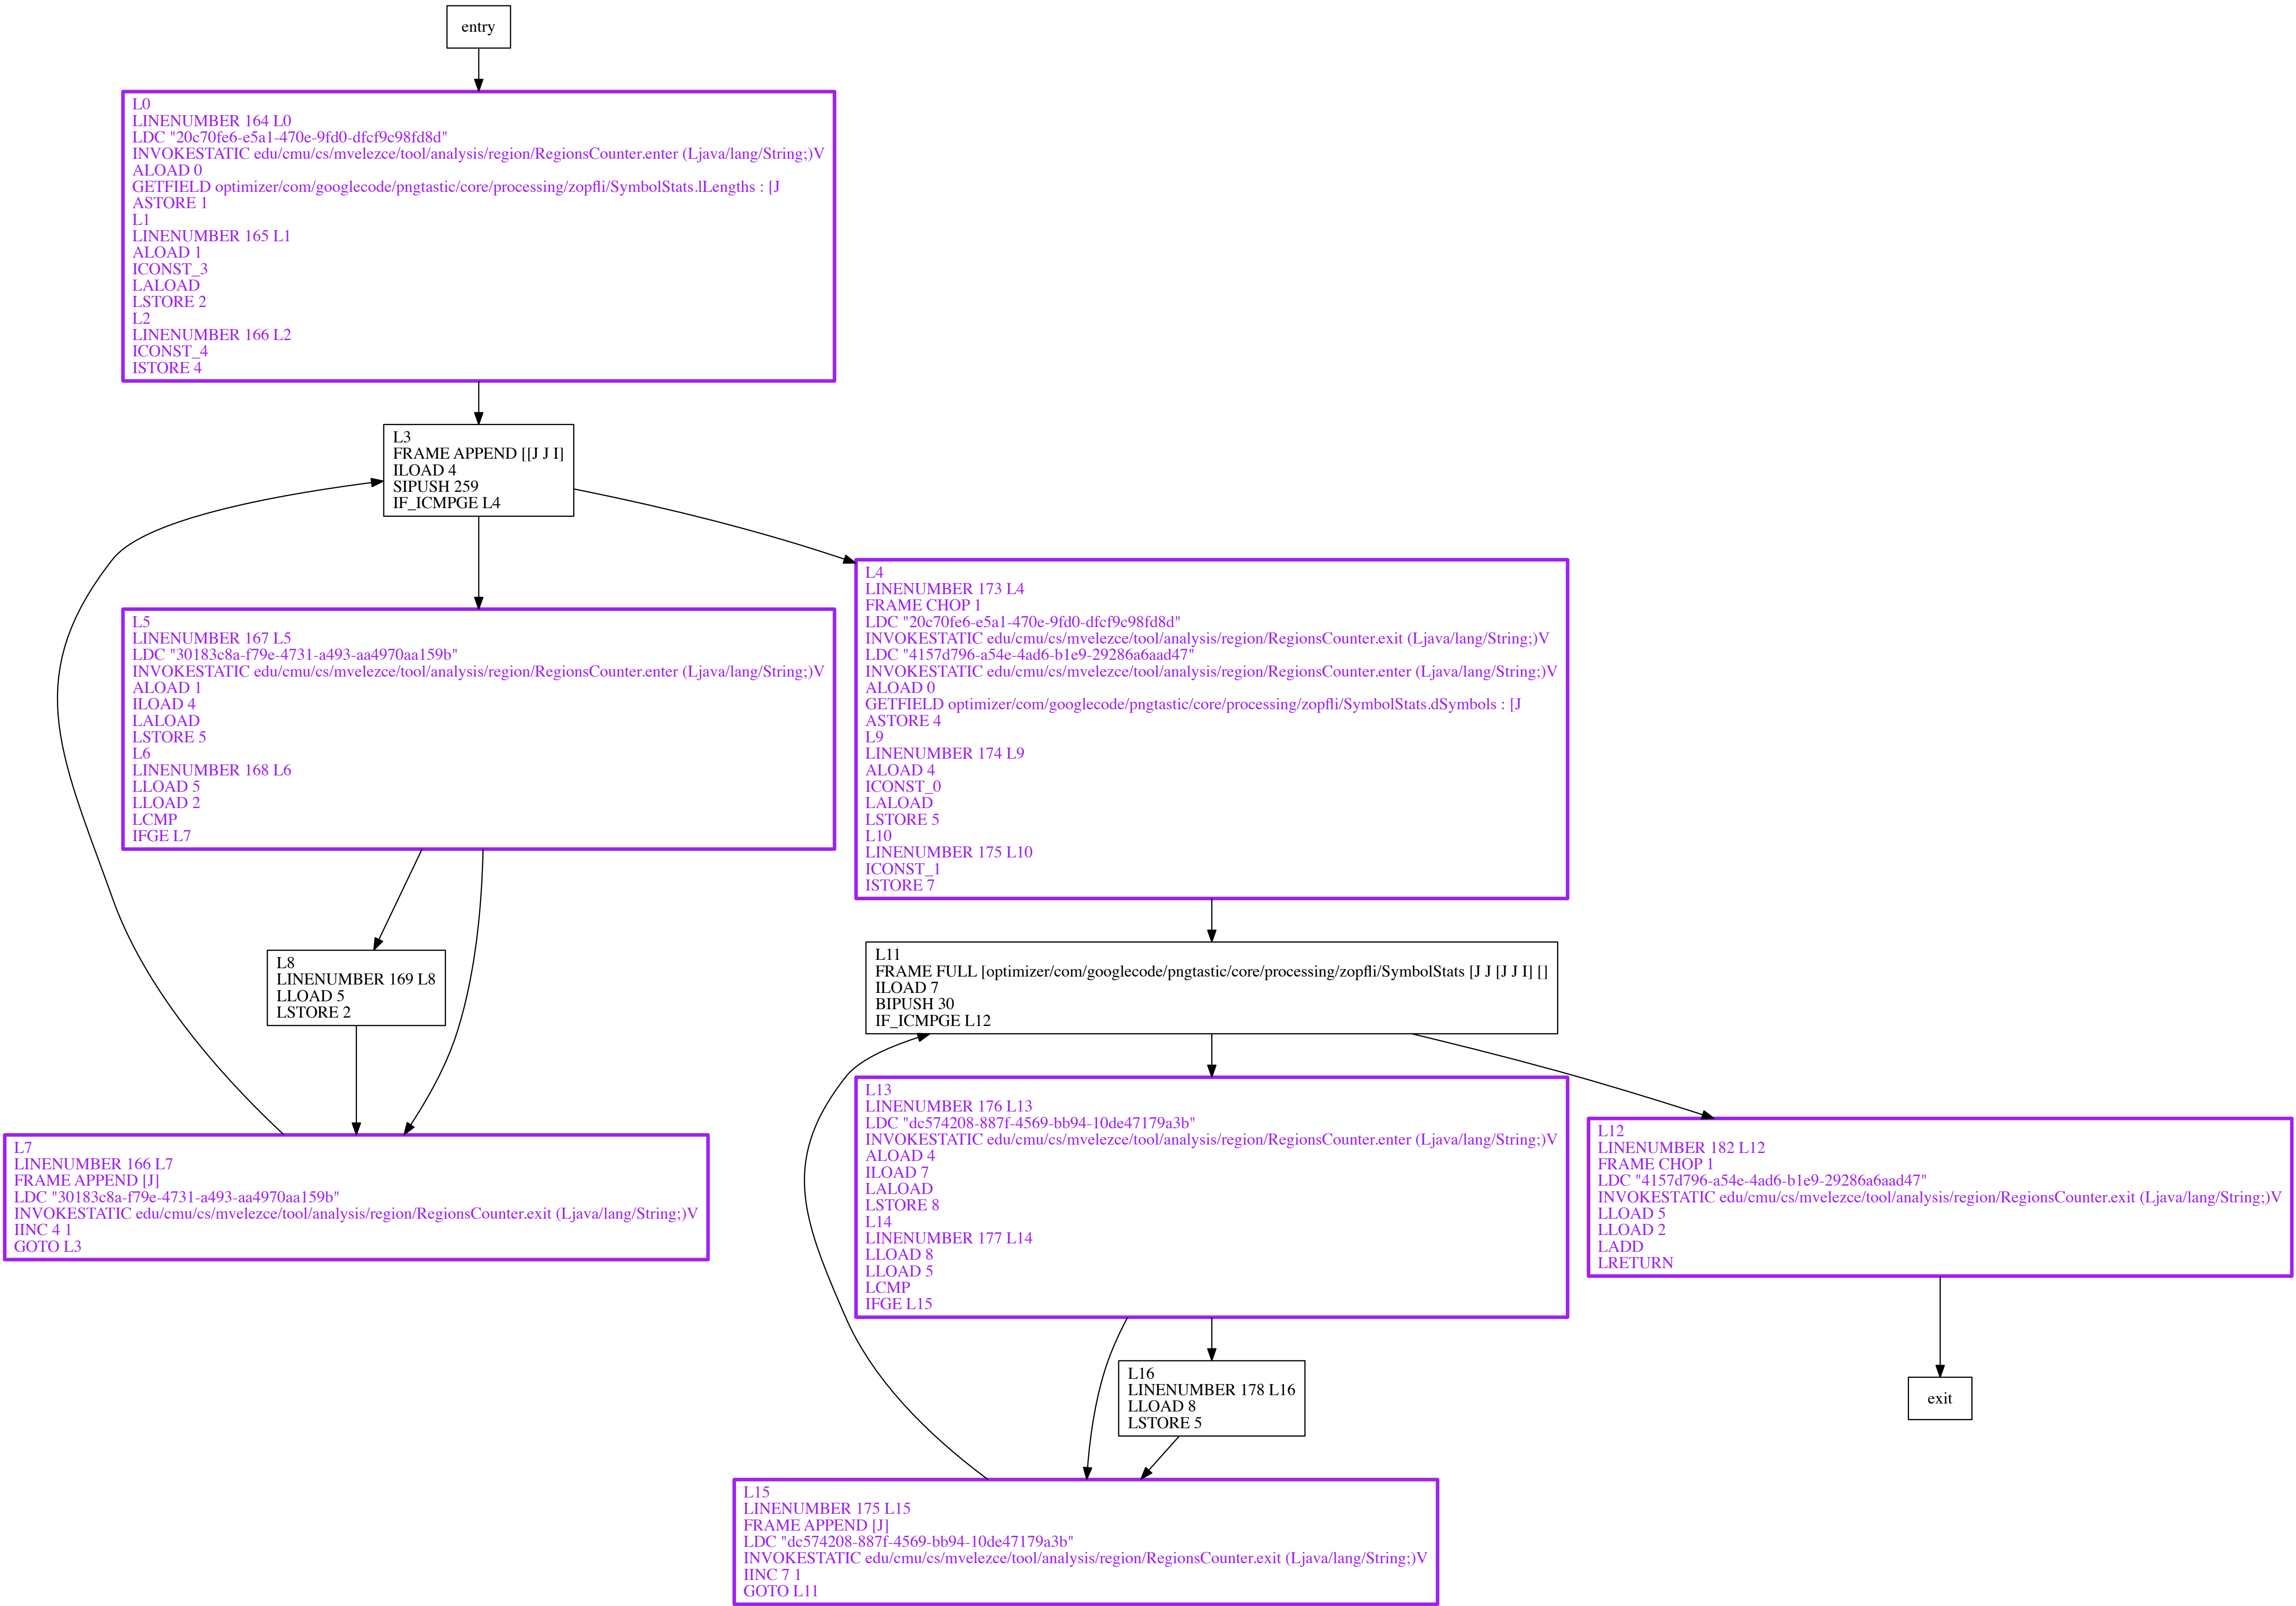 entry
L0
LINENUMBER 164 L0
LDC "20c70fe6-e5a1-470e-9fd0-dfcf9c98fd8d"
INVOKESTATIC edu/cmu/cs/mvelezce/tool/analysis/region/RegionsCounter.enter (Ljava/lang/String;)V
ALOAD 0
GETFIELD optimizer/com/googlecode/pngtastic/core/processing/zopfli/SymbolStats.lLengths : [J
ASTORE 1
L1
LINENUMBER 165 L1
ALOAD 1
ICONST_3
LALOAD
LSTORE 2
L2
LINENUMBER 166 L2
ICONST_4
ISTORE 4
L3
FRAME APPEND [[J J I]
ILOAD 4
SIPUSH 259
IF_ICMPGE L4
L5
LINENUMBER 167 L5
LDC "30183c8a-f79e-4731-a493-aa4970aa159b"
INVOKESTATIC edu/cmu/cs/mvelezce/tool/analysis/region/RegionsCounter.enter (Ljava/lang/String;)V
ALOAD 1
ILOAD 4
LALOAD
LSTORE 5
L6
LINENUMBER 168 L6
LLOAD 5
LLOAD 2
LCMP
IFGE L7
L8
LINENUMBER 169 L8
LLOAD 5
LSTORE 2
L7
LINENUMBER 166 L7
FRAME APPEND [J]
LDC "30183c8a-f79e-4731-a493-aa4970aa159b"
INVOKESTATIC edu/cmu/cs/mvelezce/tool/analysis/region/RegionsCounter.exit (Ljava/lang/String;)V
IINC 4 1
GOTO L3
L4
LINENUMBER 173 L4
FRAME CHOP 1
LDC "20c70fe6-e5a1-470e-9fd0-dfcf9c98fd8d"
INVOKESTATIC edu/cmu/cs/mvelezce/tool/analysis/region/RegionsCounter.exit (Ljava/lang/String;)V
LDC "4157d796-a54e-4ad6-b1e9-29286a6aad47"
INVOKESTATIC edu/cmu/cs/mvelezce/tool/analysis/region/RegionsCounter.enter (Ljava/lang/String;)V
ALOAD 0
GETFIELD optimizer/com/googlecode/pngtastic/core/processing/zopfli/SymbolStats.dSymbols : [J
ASTORE 4
L9
LINENUMBER 174 L9
ALOAD 4
ICONST_0
LALOAD
LSTORE 5
L10
LINENUMBER 175 L10
ICONST_1
ISTORE 7
L11
FRAME FULL [optimizer/com/googlecode/pngtastic/core/processing/zopfli/SymbolStats [J J [J J I] []
ILOAD 7
BIPUSH 30
IF_ICMPGE L12
L13
LINENUMBER 176 L13
LDC "dc574208-887f-4569-bb94-10de47179a3b"
INVOKESTATIC edu/cmu/cs/mvelezce/tool/analysis/region/RegionsCounter.enter (Ljava/lang/String;)V
ALOAD 4
ILOAD 7
LALOAD
LSTORE 8
L14
LINENUMBER 177 L14
LLOAD 8
LLOAD 5
LCMP
IFGE L15
L16
LINENUMBER 178 L16
LLOAD 8
LSTORE 5
L15
LINENUMBER 175 L15
FRAME APPEND [J]
LDC "dc574208-887f-4569-bb94-10de47179a3b"
INVOKESTATIC edu/cmu/cs/mvelezce/tool/analysis/region/RegionsCounter.exit (Ljava/lang/String;)V
IINC 7 1
GOTO L11
L12
LINENUMBER 182 L12
FRAME CHOP 1
LDC "4157d796-a54e-4ad6-b1e9-29286a6aad47"
INVOKESTATIC edu/cmu/cs/mvelezce/tool/analysis/region/RegionsCounter.exit (Ljava/lang/String;)V
LLOAD 5
LLOAD 2
LADD
LRETURN
exit